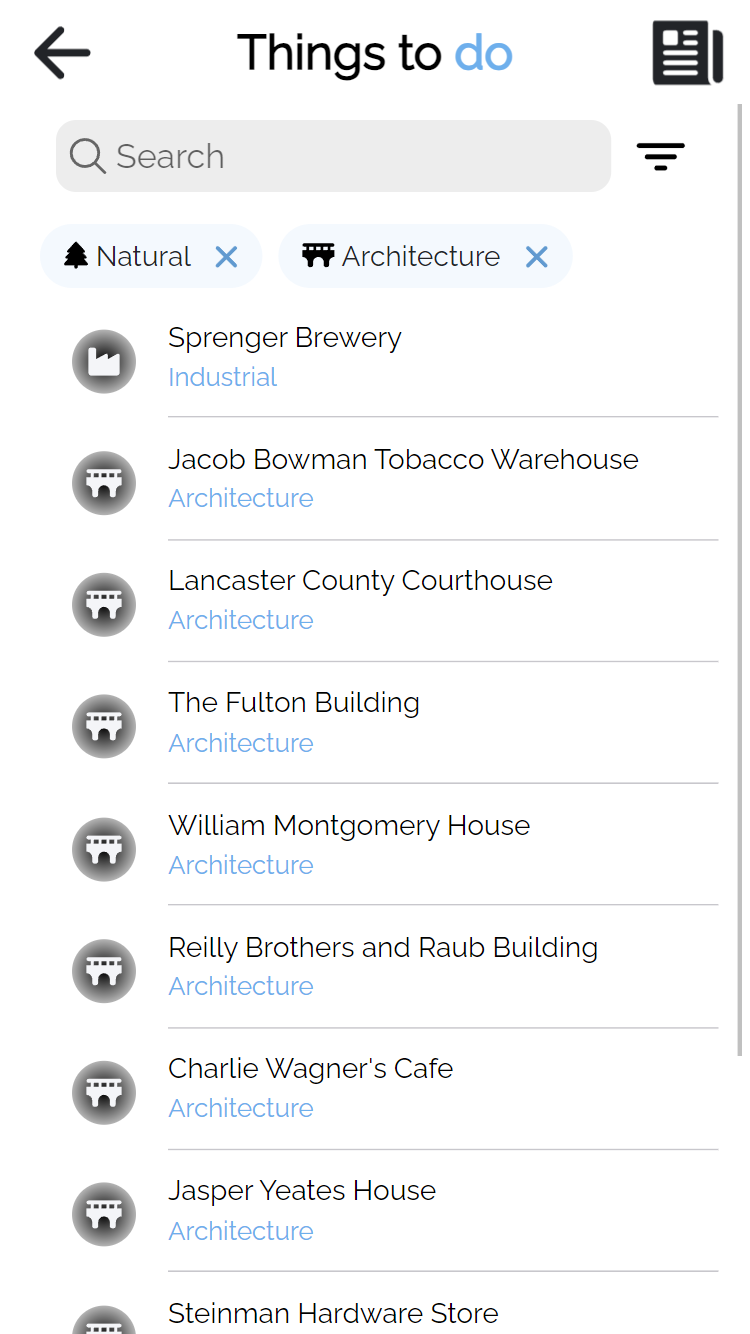 Things to do
Search
Natural
Architecture
Sprenger Brewery
Industrial
Jacob Bowman Tobacco Warehouse
Architecture
Lancaster County Courthouse
Architecture
The Fulton Building
Architecture
William Montgomery House
Architecture
Reilly Brothers and Raub Building
Architecture
Charlie Wagner's Cafe
Architecture
Jasper Yeates House
Architecture
Steinman Hardware Store